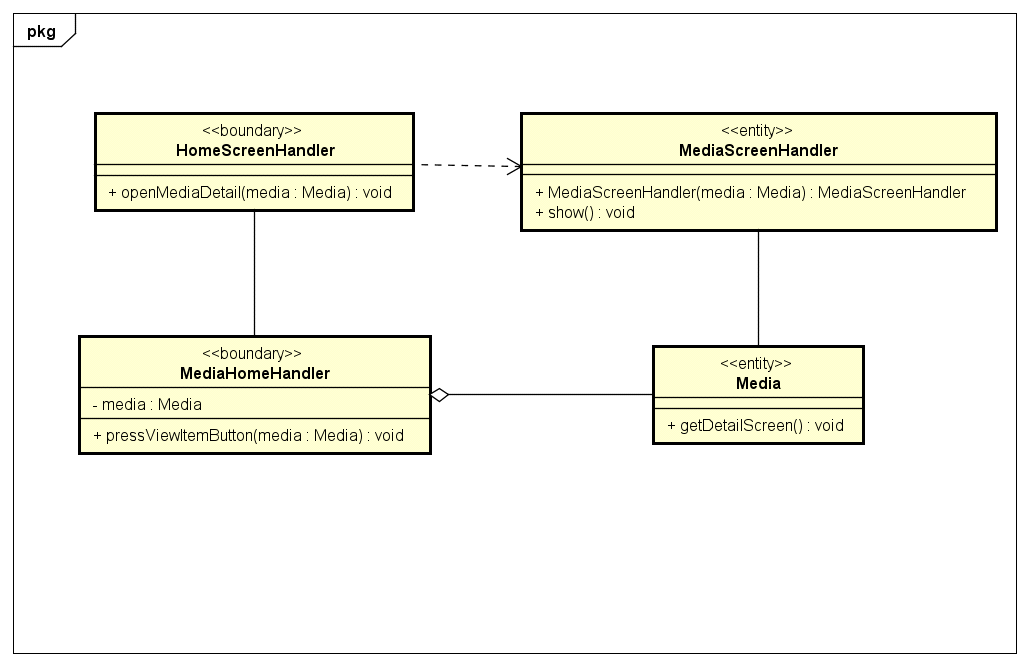 pkg
<<boundary>>
HomeScreenHandler
+ openMediaDetail(media : Media) : void
<<entity>>
MediaScreenHandler
+ MediaScreenHandler(media : Media) : MediaScreenHandler
+ show() : void
<<boundary>>
MediaHomeHandler
- media : Media
+ pressViewItemButton(media : Media) : void
<<entity>>
Media
+ getDetailScreen() : void